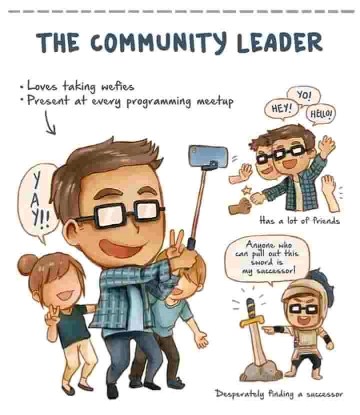 THE COMMUNITY LEADER
• Loves taking wefies
• Present at every programming meetup
YAY!!
HEY!
YO!
HELLO!
Has a lot of friends
Anyone who
can pull out this
sword is
my successor!
Desperately finding a successor